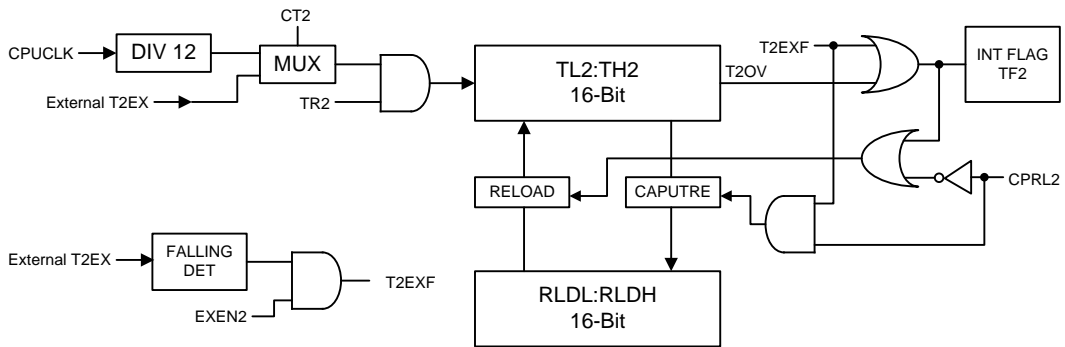 CT2
CPUCLK
DIV 12
MUX
External T2EX
TR2
TL2:TH2
16-Bit
T2EXF
T2OV
INT FLAG
TF2
RELOAD
CAPUTRE
CPRL2
External T2EX
FALLING
DET
EXEN2
T2EXF
RLDL:RLDH
16-Bit